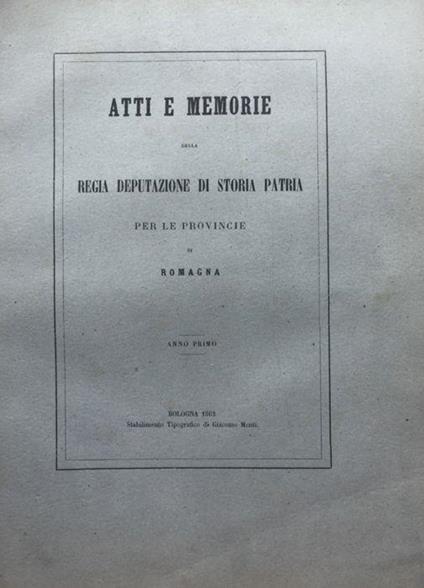 ATTI E MEMORIE
DELLA
REGIA DEPUTAZIONE DI STORIA PATRIA
PER LE PROVINCIE
DI
ROMAGNA
ANNO PRIMO
BOLOGNA 1862
Stabilimento Tipografico di Giacomo Monti.